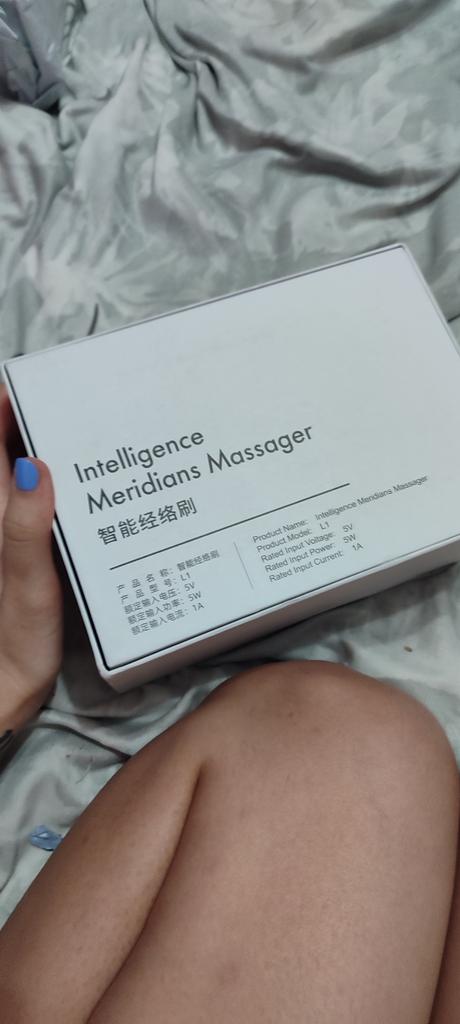 Intelligence
Meridians Massager
智能经络刷
产 品 名 称：智能经络刷
产 品 型 号：L1
额定输入电压：5V
额定输入功率：5W
额定输入电流：1A
Product Name: Intelligence Meridians Massager
Product Model: L1
Rated Input Voltage: 5V
Rated Input Power: 5W
Rated Input Current: 1A